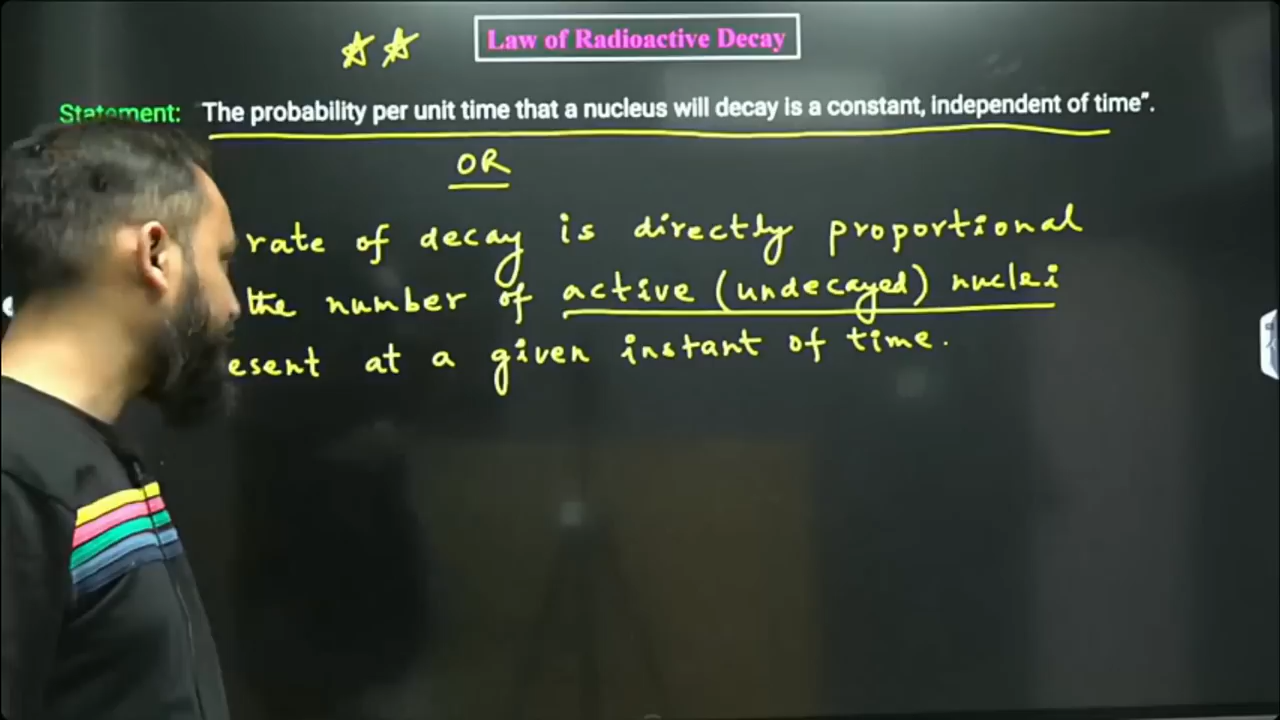 Law of Radioactive Decay
Statement: The probability per unit time that a nucleus will decay is a constant, independent of time”.
OR
rate of decay is directly proportional
the number of active (undecayed) nuclei
esent at a given instant of time.